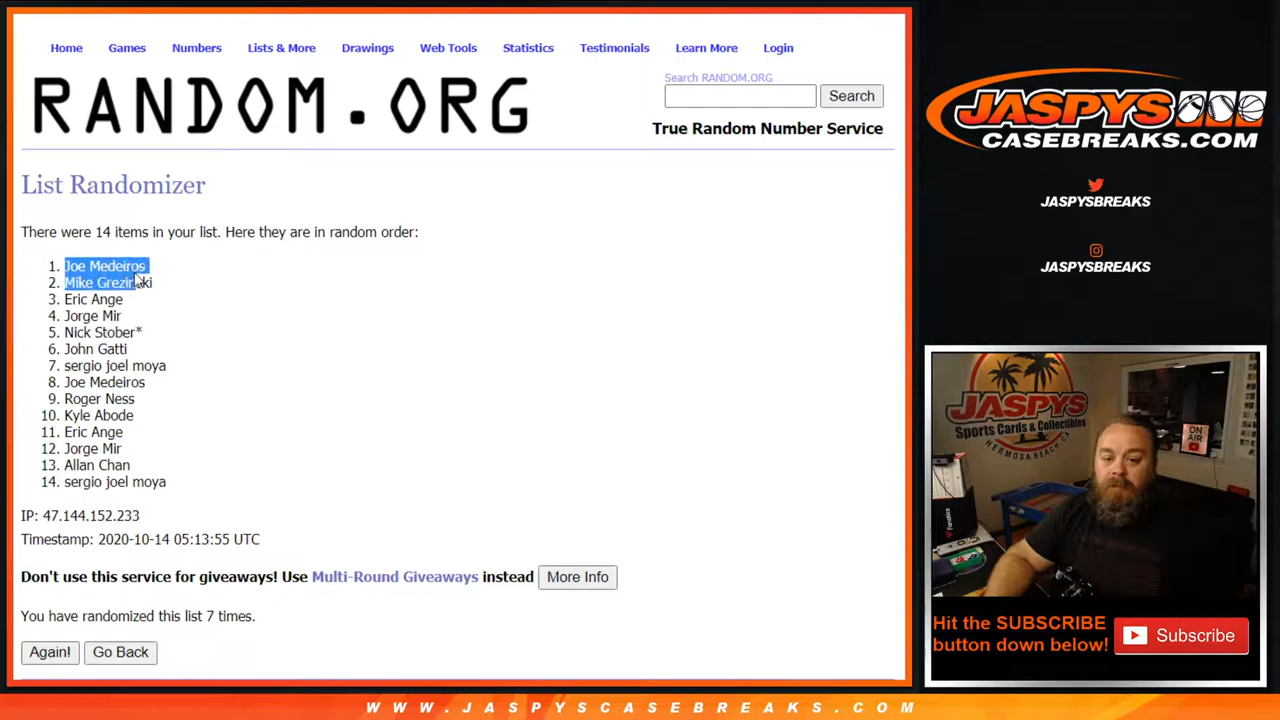 Home Games Numbers Lists & More Drawings Web Tools Statistics Testimonials Learn More Login
RANDOM.ORG
Search RANDOM.ORG
Search
True Random Number Service
List Randomizer
There were 14 items in your list. Here they are in random order:
1. Joe Medeiros
2. Mike Grezinski
3. Eric Ange
4. Jorge Mir
5. Nick Stober*
6. John Gatti
7. sergio joel moya
8. Joe Medeiros
9. Roger Ness
10. Kyle Abode
11. Eric Ange
12. Jorge Mir
13. Allan Chan
14. sergio joel moya
IP: 47.144.152.233
Timestamp: 2020-10-14 05:13:55 UTC
Don't use this service for giveaways! Use Multi-Round Giveaways instead More Info
You have randomized this list 7 times.
Again! Go Back
JASPYS
CASEBREAKS.COM
JASPYSBREAKS
JASPYSBREAKS
JASPYS
Sports Cards & Collectibles
HERMOSA BEACH, CA
ON
AIR
Fanatics
Hit the SUBSCRIBE
button down below!
Subscribe
WWW.JASPYSCASEBREAKS.COM